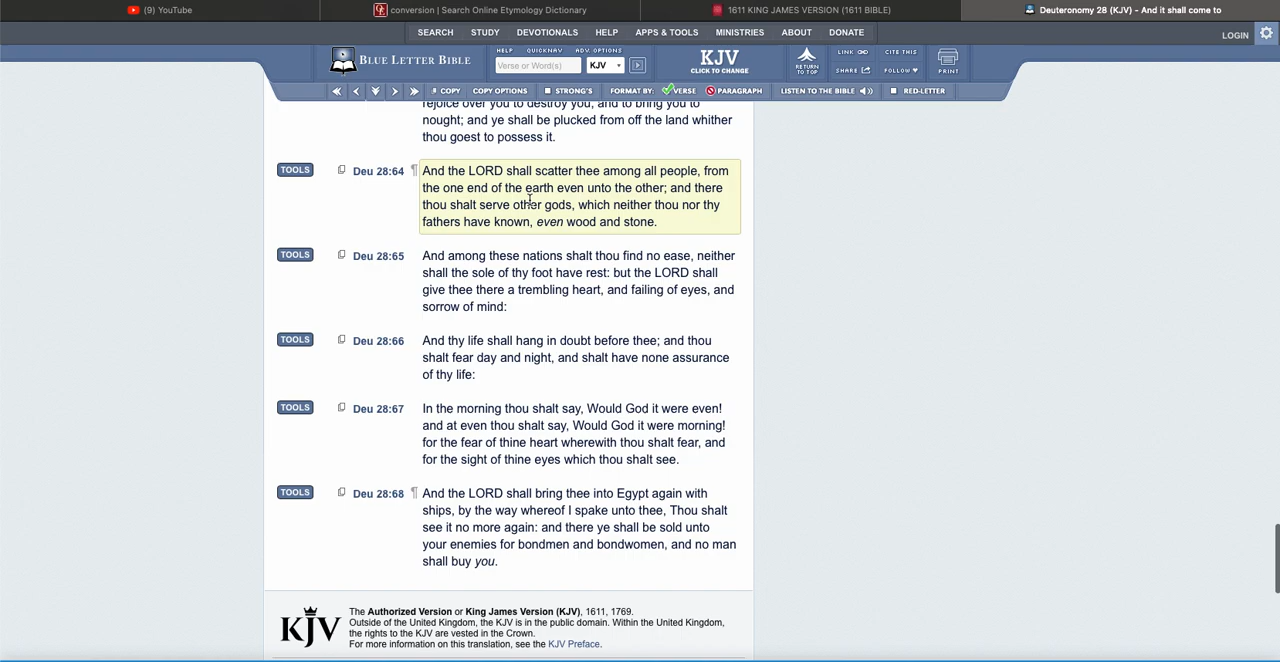 (9) YouTube
conversion | Search Online Etymology Dictionary
1611 KING JAMES VERSION (1611 BIBLE)
Deuteronomy 28 (KJV) - And it shall come to
SEARCH STUDY DEVOTIONALS HELP APPS & TOOLS MINISTRIES ABOUT DONATE
LOGIN
BLUE LETTER BIBLE
HELP QUICKNAV ADV. OPTIONS
Verse or Word(s) KJV
KJV
CLICK TO CHANGE
RETURN
TO TOP
LINK CITE THIS
SHARE FOLLOW
PRINT
COPY COPY OPTIONS STRONG'S FORMAT BY: VERSE PARAGRAPH LISTEN TO THE BIBLE RED-LETTER
rejoice over you to destroy you, and to bring you to
nought; and ye shall be plucked from off the land whither
thou goest to possess it.
TOOLS Deu 28:64 ¶ And the LORD shall scatter thee among all people, from
the one end of the earth even unto the other; and there
thou shalt serve other gods, which neither thou nor thy
fathers have known, even wood and stone.
TOOLS Deu 28:65 And among these nations shalt thou find no ease, neither
shall the sole of thy foot have rest: but the LORD shall
give thee there a trembling heart, and failing of eyes, and
sorrow of mind:
TOOLS Deu 28:66 And thy life shall hang in doubt before thee; and thou
shalt fear day and night, and shalt have none assurance
of thy life:
TOOLS Deu 28:67 In the morning thou shalt say, Would God it were even!
and at even thou shalt say, Would God it were morning!
for the fear of thine heart wherewith thou shalt fear, and
for the sight of thine eyes which thou shalt see.
TOOLS Deu 28:68 ¶ And the LORD shall bring thee into Egypt again with
ships, by the way whereof I spake unto thee, Thou shalt
see it no more again: and there ye shall be sold unto
your enemies for bondmen and bondwomen, and no man
shall buy you.
KJV
The Authorized Version or King James Version (KJV), 1611, 1769.
Outside of the United Kingdom, the KJV is in the public domain. Within the United Kingdom,
the rights to the KJV are vested in the Crown.
For more information on this translation, see the KJV Preface.